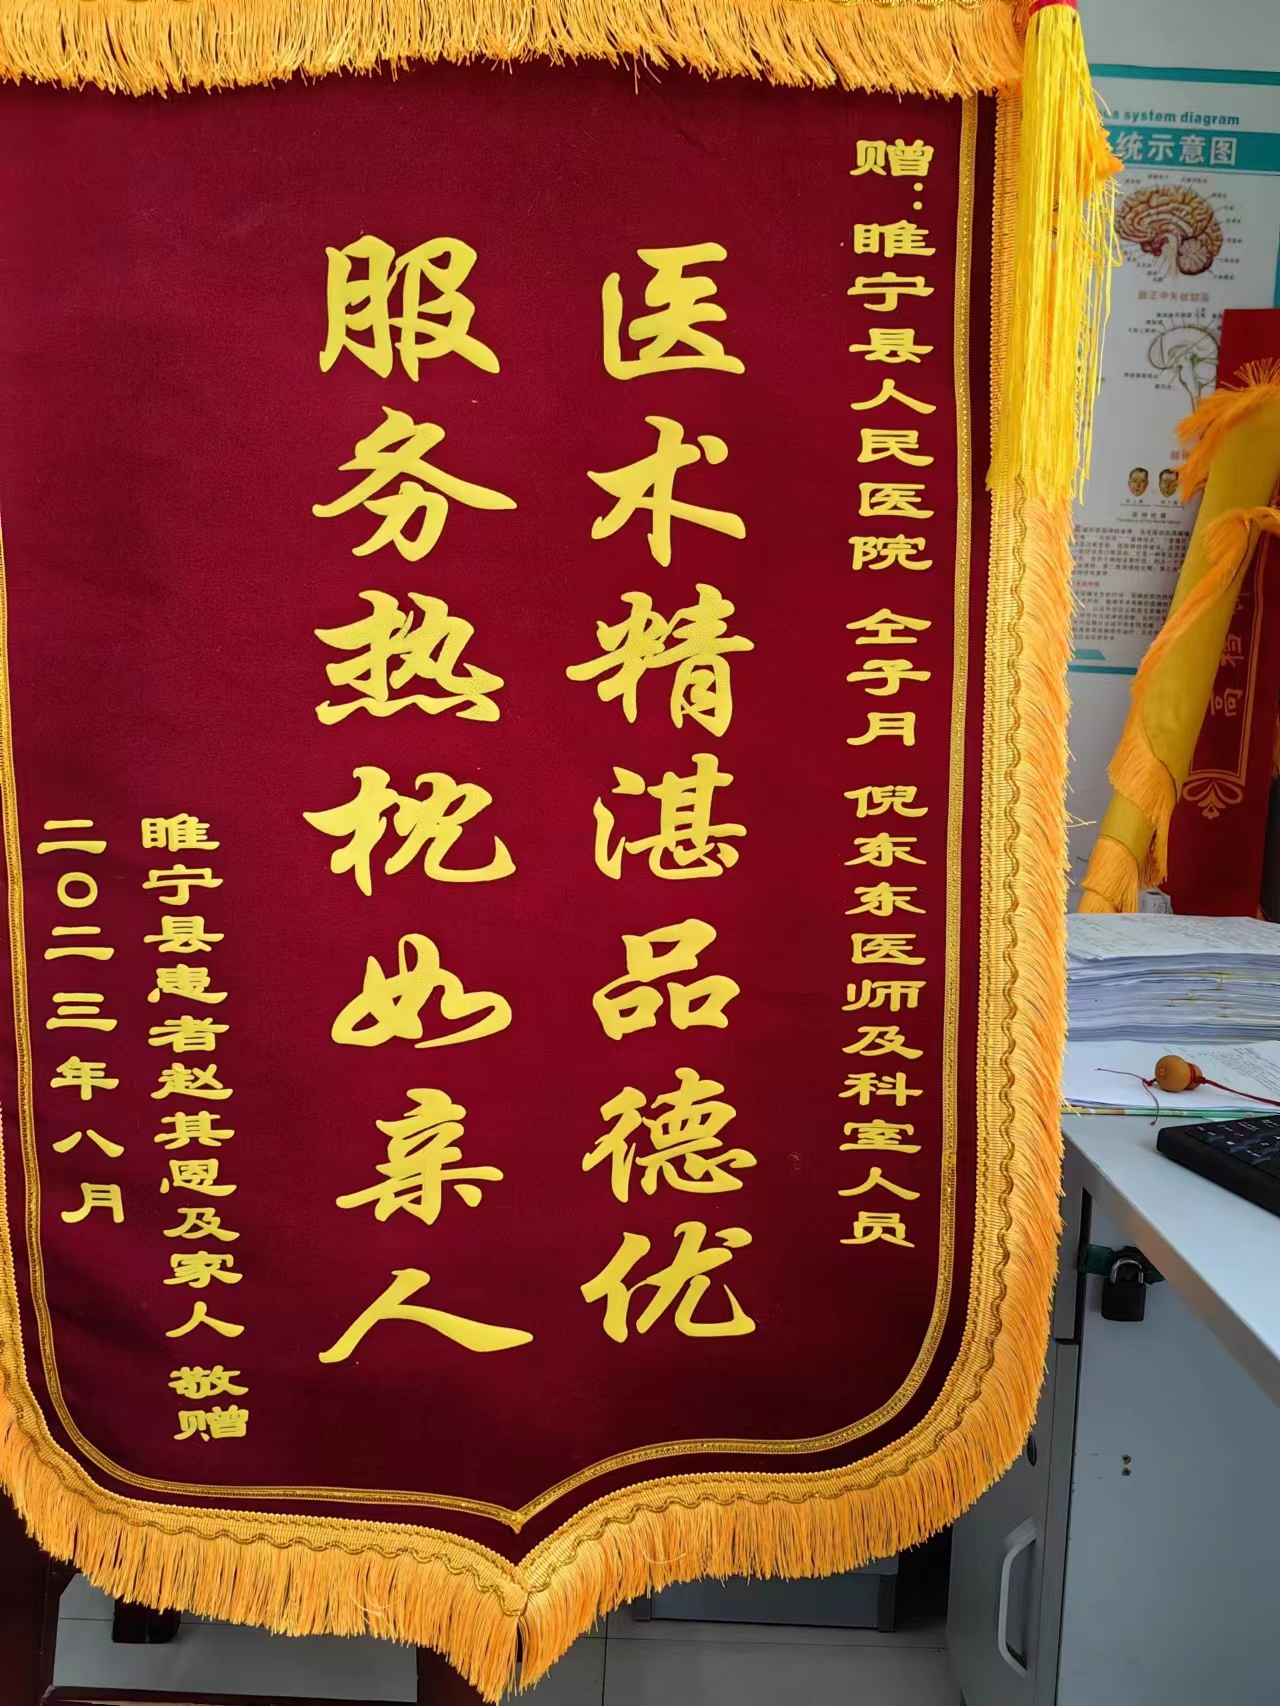 赠:睢宁县人民医院 仝子月 倪东东医师及科室人员
医术精湛品德优
服务热枕如亲人
睢宁县患者赵其恩及家人 敬赠
二〇二三年八月
s system diagram
统示意图